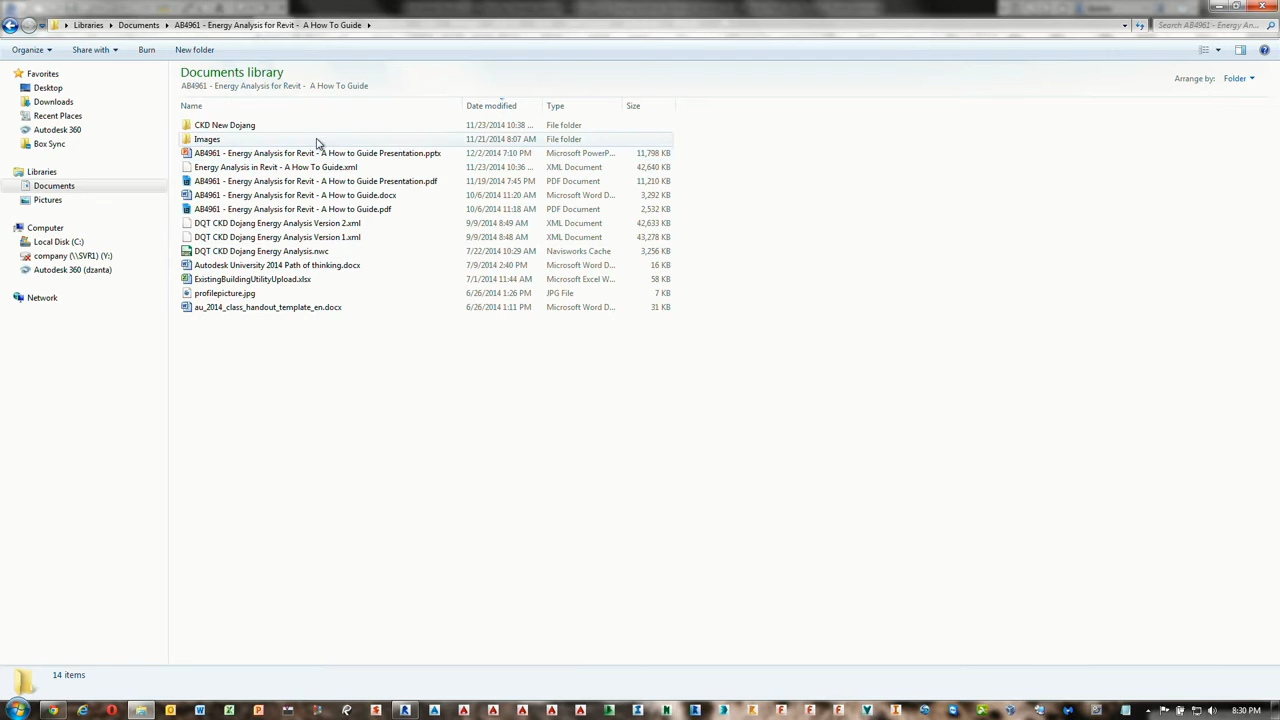 Libraries Documents AB4961 - Energy Analysis for Revit - A How To Guide Search AB4961 - Energy An...
Organize Share with Burn New folder
Favorites
Desktop
Downloads
Recent Places
Autodesk 360
Box Sync
Libraries
Documents
Pictures
Computer
Local Disk (C:)
company (\\SVR1) (Y:)
Autodesk 360 (dzanta)
Network
Documents library
AB4961 - Energy Analysis for Revit - A How To Guide
Arrange by: Folder
Name Date modified Type Size
CKD New Dojang 11/23/2014 10:38 ... File folder
Images 11/21/2014 8:07 AM File folder
AB4961 - Energy Analysis for Revit - A How to Guide Presentation.pptx 12/2/2014 7:10 PM Microsoft PowerP... 11,798 KB
Energy Analysis in Revit - A How To Guide.xml 11/23/2014 10:36 ... XML Document 42,640 KB
AB4961 - Energy Analysis for Revit - A How to Guide Presentation.pdf 11/19/2014 7:45 PM PDF Document 11,210 KB
AB4961 - Energy Analysis for Revit - A How to Guide.docx 10/6/2014 11:20 AM Microsoft Word D... 3,292 KB
AB4961 - Energy Analysis for Revit - A How to Guide.pdf 10/6/2014 11:18 AM PDF Document 2,532 KB
DQT CKD Dojang Energy Analysis Version 2.xml 9/9/2014 8:49 AM XML Document 42,633 KB
DQT CKD Dojang Energy Analysis Version 1.xml 9/9/2014 8:48 AM XML Document 43,278 KB
DQT CKD Dojang Energy Analysis.nwc 7/22/2014 10:29 AM Navisworks Cache 3,256 KB
Autodesk University 2014 Path of thinking.docx 7/9/2014 2:40 PM Microsoft Word D... 16 KB
ExistingBuildingUtilityUpload.xlsx 7/1/2014 11:44 AM Microsoft Excel W... 58 KB
profilepicture.jpg 6/26/2014 1:26 PM JPG File 7 KB
au_2014_class_handout_template_en.docx 6/26/2014 1:11 PM Microsoft Word D... 31 KB
14 items
8:30 PM